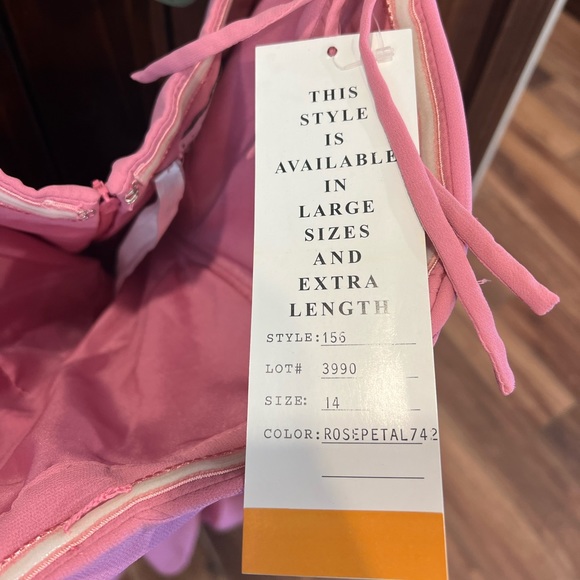 THIS
STYLE
IS
AVAILABLE
IN
LARGE
SIZES
AND
EXTRA
LENGTH
STYLE: 156
LOT# 3990
SIZE: 14
COLOR: ROSEPETAL742